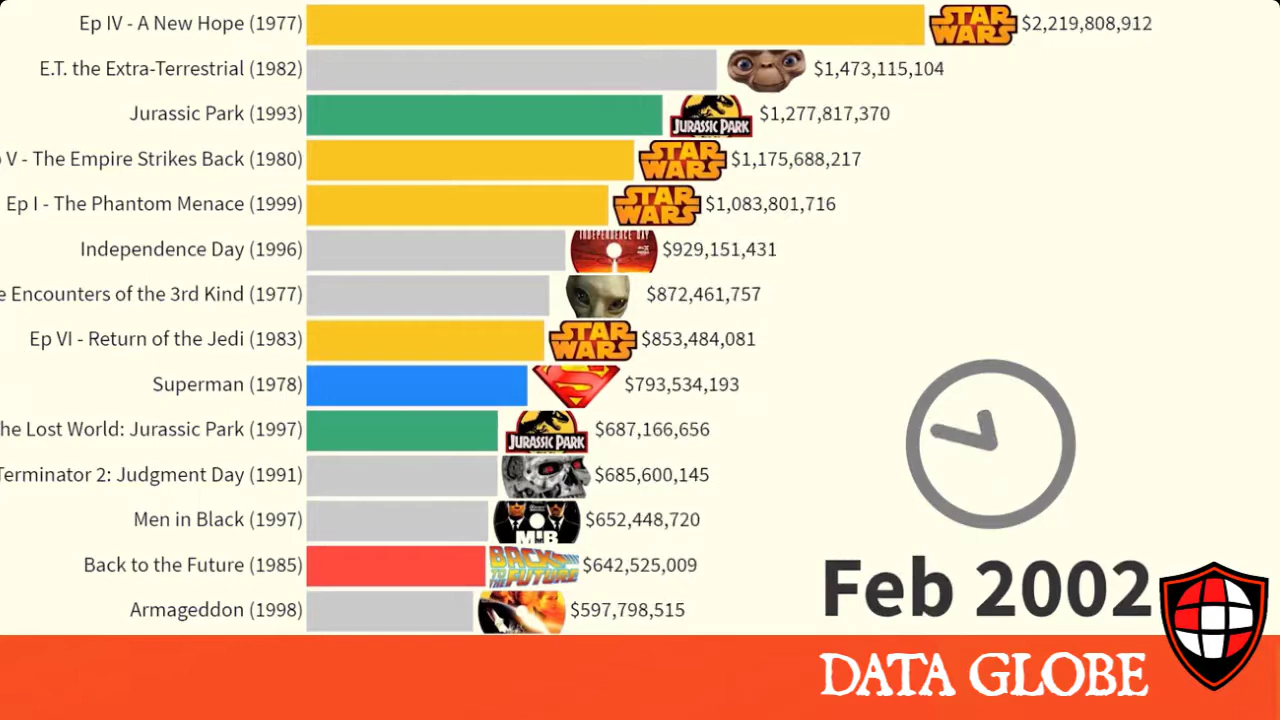 Ep IV - A New Hope (1977) STAR WARS $2,219,808,912
E.T. the Extra-Terrestrial (1982) $1,473,115,104
Jurassic Park (1993) JURASSIC PARK $1,277,817,370
V - The Empire Strikes Back (1980) STAR WARS $1,175,688,217
Ep I - The Phantom Menace (1999) STAR WARS $1,083,801,716
Independence Day (1996) INDEPENDENCE DAY $929,151,431
Encounters of the 3rd Kind (1977) $872,461,757
Ep VI - Return of the Jedi (1983) STAR WARS $853,484,081
Superman (1978) S $793,534,193
he Lost World: Jurassic Park (1997) JURASSIC PARK $687,166,656
Terminator 2: Judgment Day (1991) $685,600,145
Men in Black (1997) MIB $652,448,720
Back to the Future (1985) BACK TO THE FUTURE $642,525,009
Armageddon (1998) $597,798,515
Feb 2002
DATA GLOBE